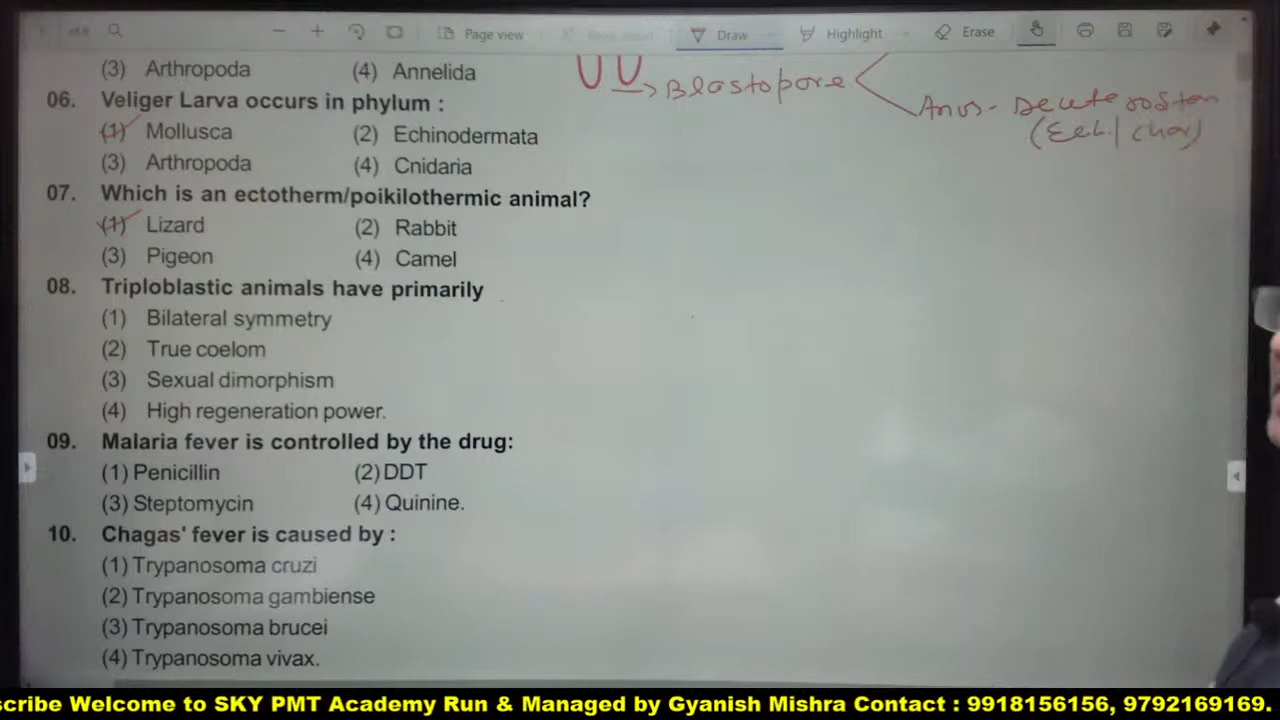 Page view
Draw
Highlight
Erase
(3) Arthropoda (4) Annelida
→ Blastopore
06. Veliger Larva occurs in phylum :
Anus -
(1) Mollusca (2) Echinodermata
(3) Arthropoda (4) Cnidaria
07. Which is an ectotherm/poikilothermic animal?
(1) Lizard (2) Rabbit
(3) Pigeon (4) Camel
08. Triploblastic animals have primarily
(1) Bilateral symmetry
(2) True coelom
(3) Sexual dimorphism
(4) High regeneration power.
09. Malaria fever is controlled by the drug:
(1) Penicillin (2) DDT
(3) Steptomycin (4) Quinine.
10. Chagas' fever is caused by :
(1) Trypanosoma cruzi
(2) Trypanosoma gambiense
(3) Trypanosoma brucei
(4) Trypanosoma vivax.
scribe Welcome to SKY PMT Academy Run & Managed by Gyanish Mishra Contact : 9918156156, 9792169169.